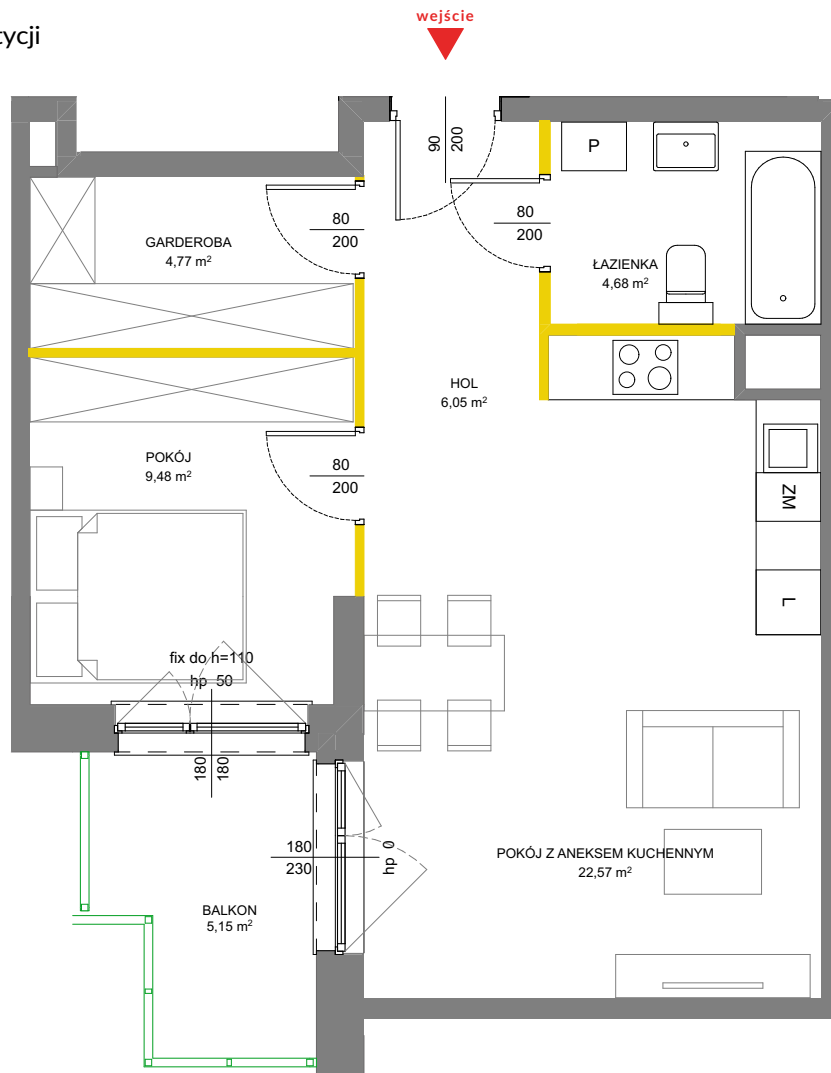 tycji
wejście
90
200
P
80
200
80
200
GARDEROBA
4,77 m²
ŁAZIENKA
4,68 m²
HOL
6,05 m²
POKÓJ
9,48 m²
80
200
ZM
L
fix do h=110
hp 50
180
180
180
230
hp 0
POKÓJ Z ANEKSEM KUCHENNYM
22,57 m²
BALKON
5,15 m²